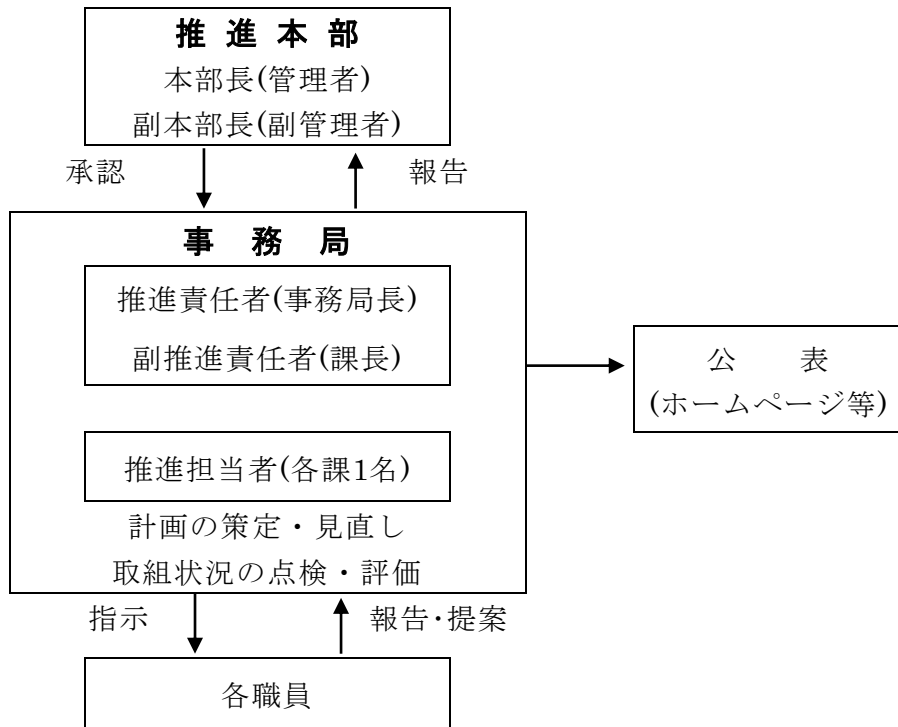 推 進 本 部
本部長(管理者)
副本部長(副管理者)
承認
報告
事 務 局
推進責任者(事務局長)
副推進責任者(課長)
公 表
(ホームページ等)
推進担当者(各課1名)
計画の策定・見直し
取組状況の点検・評価
指示
報告・提案
各職員